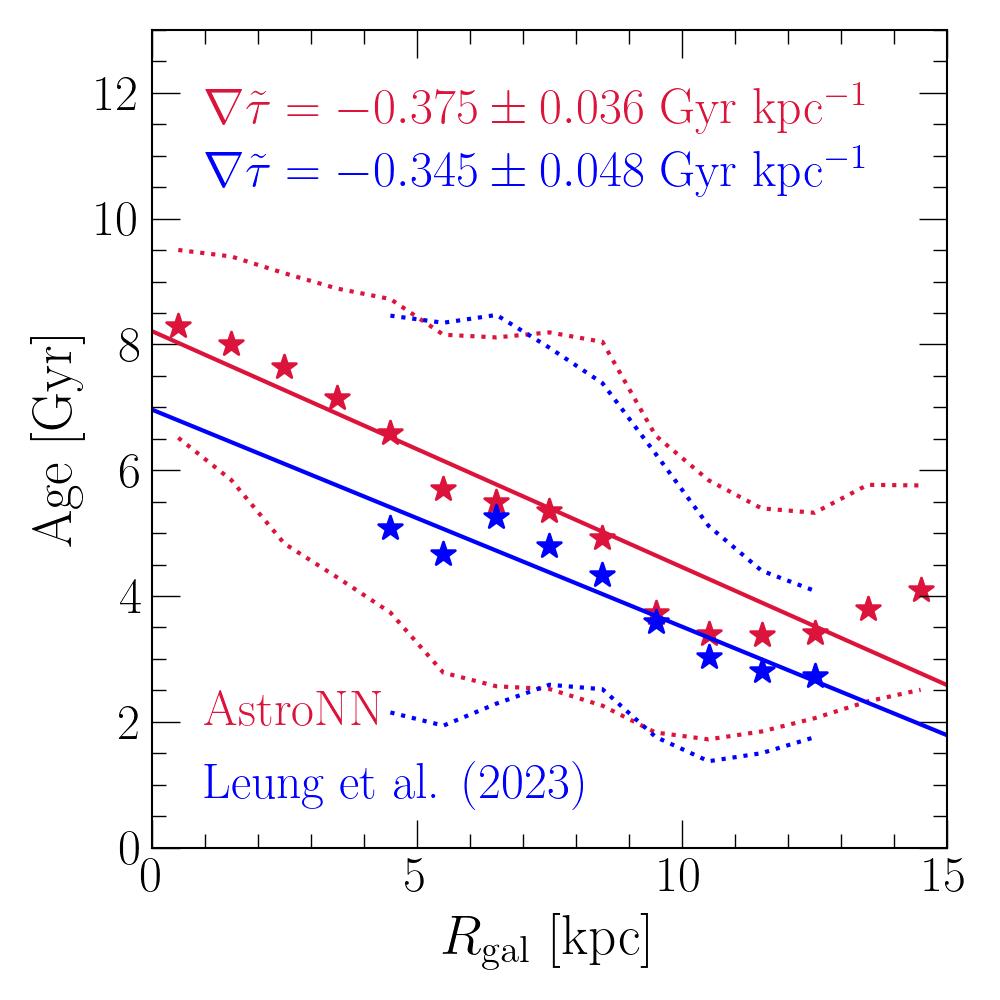 ∇τ̃ = −0.375 ± 0.036 Gyr kpc⁻¹
∇τ̃ = −0.345 ± 0.048 Gyr kpc⁻¹
12
10
8
6
4
2
0
Age [Gyr]
AstroNN
Leung et al. (2023)
0 5 10 15
R_gal [kpc]